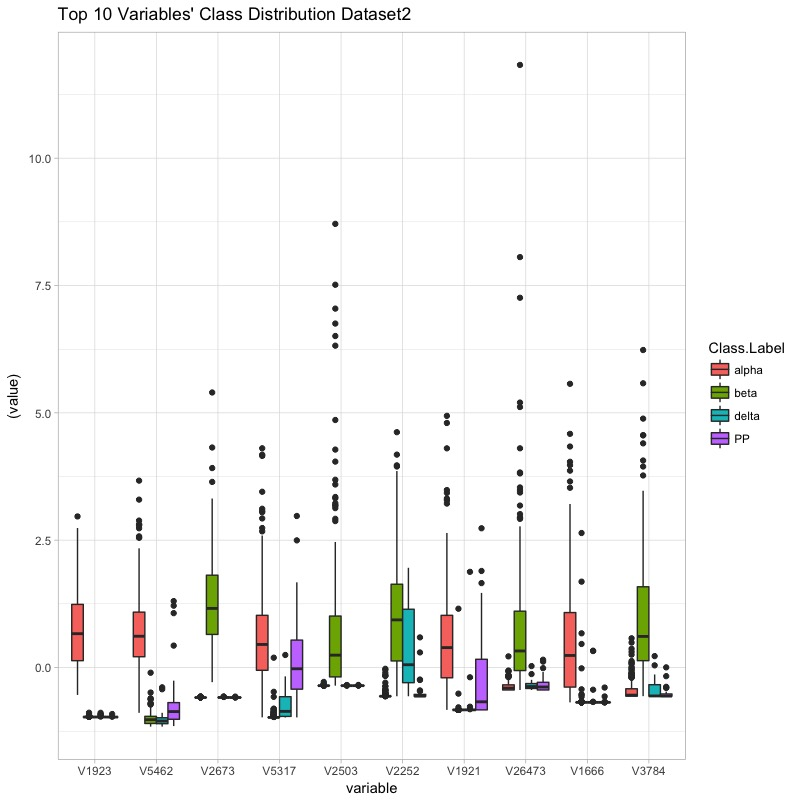 Top 10 Variables' Class Distribution Dataset2
10.0
7.5
5.0
2.5
0.0
(value)
V1923 V5462 V2673 V5317 V2503 V2252 V1921 V26473 V1666 V3784
variable
Class.Label
alpha
beta
delta
PP